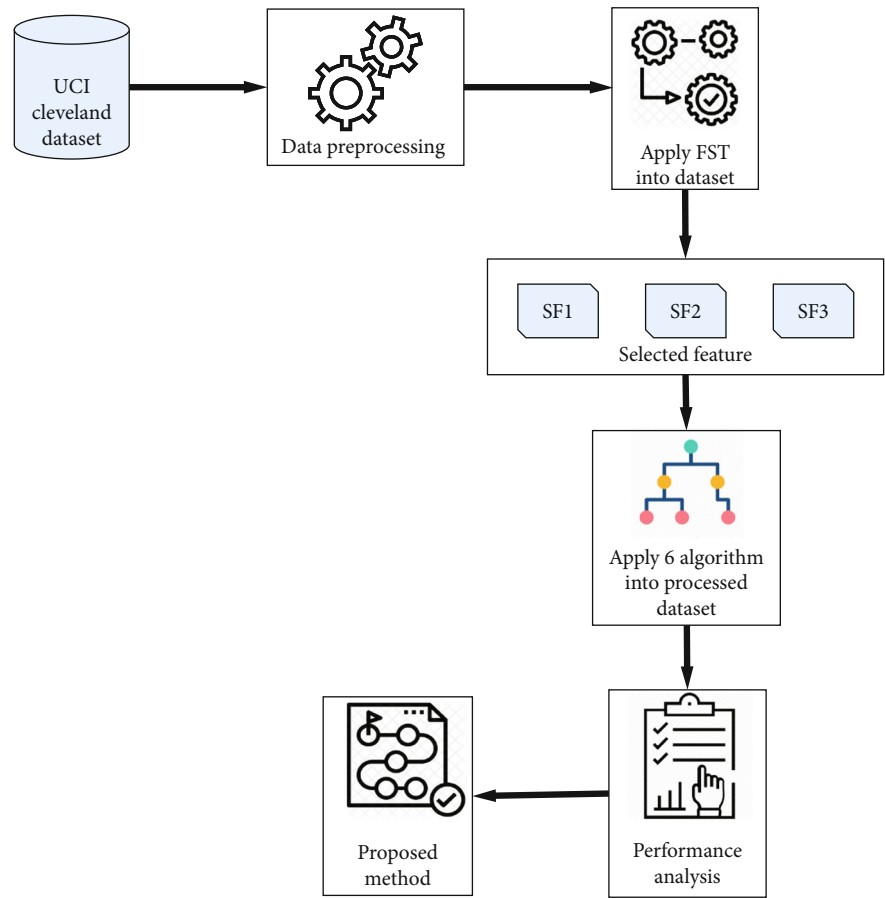 UCI
cleveland
dataset
Data preprocessing
Apply FST
into dataset
SF1
SF2
SF3
Selected feature
Apply 6 algorithm
into processed
dataset
Performance
analysis
Proposed
method